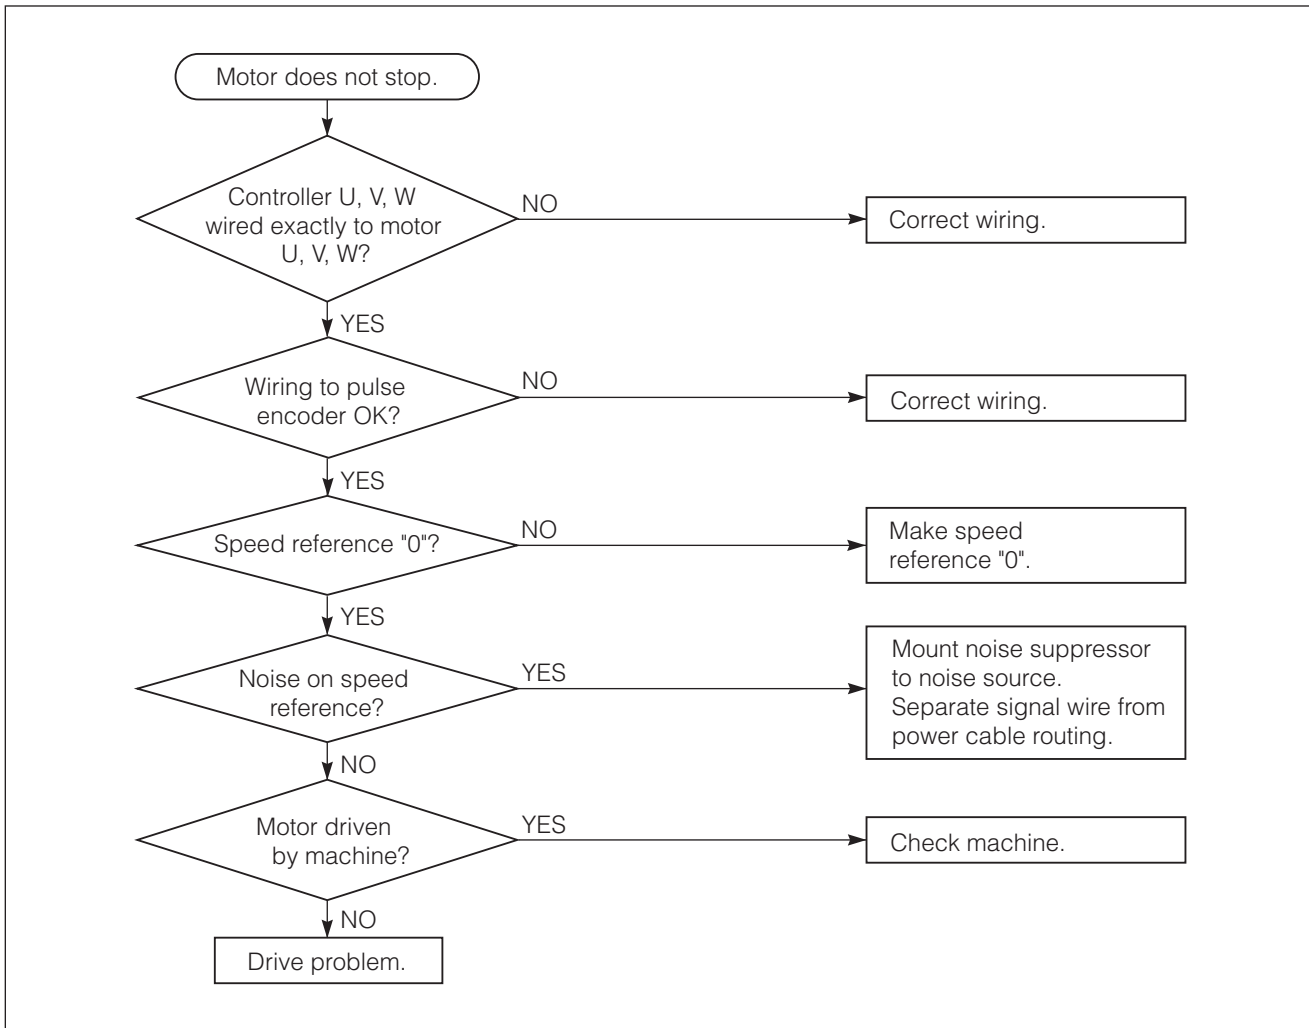 Motor does not stop.
Controller U, V, W
wired exactly to motor
U, V, W?
NO
Correct wiring.
YES
Wiring to pulse
encoder OK?
NO
Correct wiring.
YES
Speed reference "0"?
NO
Make speed
reference "0".
YES
Noise on speed
reference?
YES
Mount noise suppressor
to noise source.
Separate signal wire from
power cable routing.
NO
Motor driven
by machine?
YES
Check machine.
NO
Drive problem.